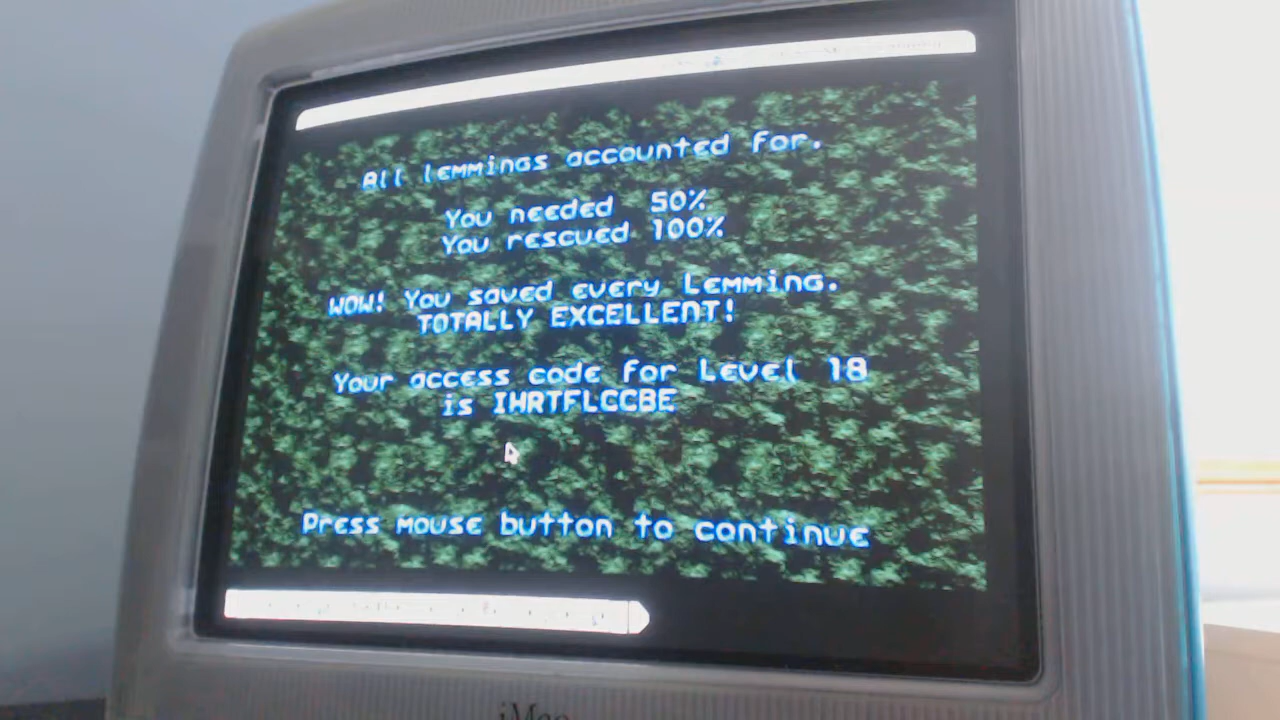 All lemmings accounted for.
You needed 50%
You rescued 100%
WOW! You saved every Lemming.
TOTALLY EXCELLENT!
Your access code for Level 18
is IHRTFLCCBE
Press mouse button to continue
iMac